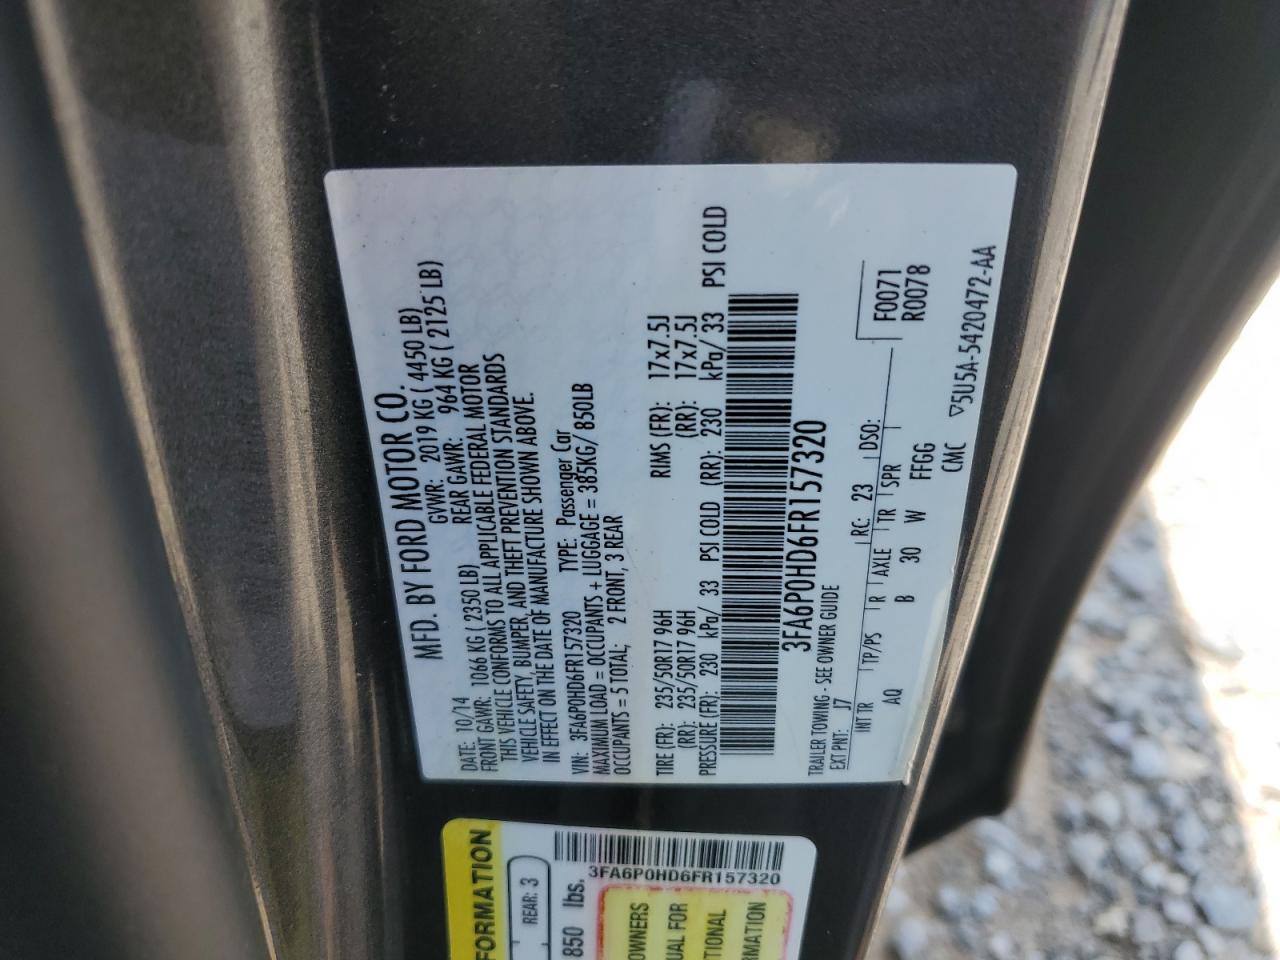 MFD. BY FORD MOTOR CO.
DATE: 10/14 GVWR: 2019 KG ( 4450 LB)
FRONT GAWR: 1066 KG ( 2350 LB) REAR GAWR: 964 KG ( 2125 LB)
THIS VEHICLE CONFORMS TO ALL APPLICABLE FEDERAL MOTOR
VEHICLE SAFETY, BUMPER, AND THEFT PREVENTION STANDARDS
IN EFFECT ON THE DATE OF MANUFACTURE SHOWN ABOVE.
VIN: 3FA6P0HD6FR157320 TYPE: Passenger Car
MAXIMUM LOAD = OCCUPANTS + LUGGAGE = 385KG/ 850LB
OCCUPANTS = 5 TOTAL; 2 FRONT, 3 REAR
TIRE (FR): 235/50R17 96H RIMS (FR): 17x7.5J
(RR): 235/50R17 96H (RR): 17x7.5J
PRESSURE (FR): 230 kPa/ 33 PSI COLD (RR): 230 kPa/ 33 PSI COLD
3FA6P0HD6FR157320
TRAILER TOWING - SEE OWNER GUIDE
EXT PNT: J7 RC: 23 DSO: F0071
R0078
INT TR TP/PS R AXLE TR SPR
AQ B 30 W FFGG
CMC
▽5U5A-5420472-AA
FORMATION
REAR: 3
850 lbs.
3FA6P0HD6FR157320
OWNERS
UAL FOR
TIONAL
RMATION